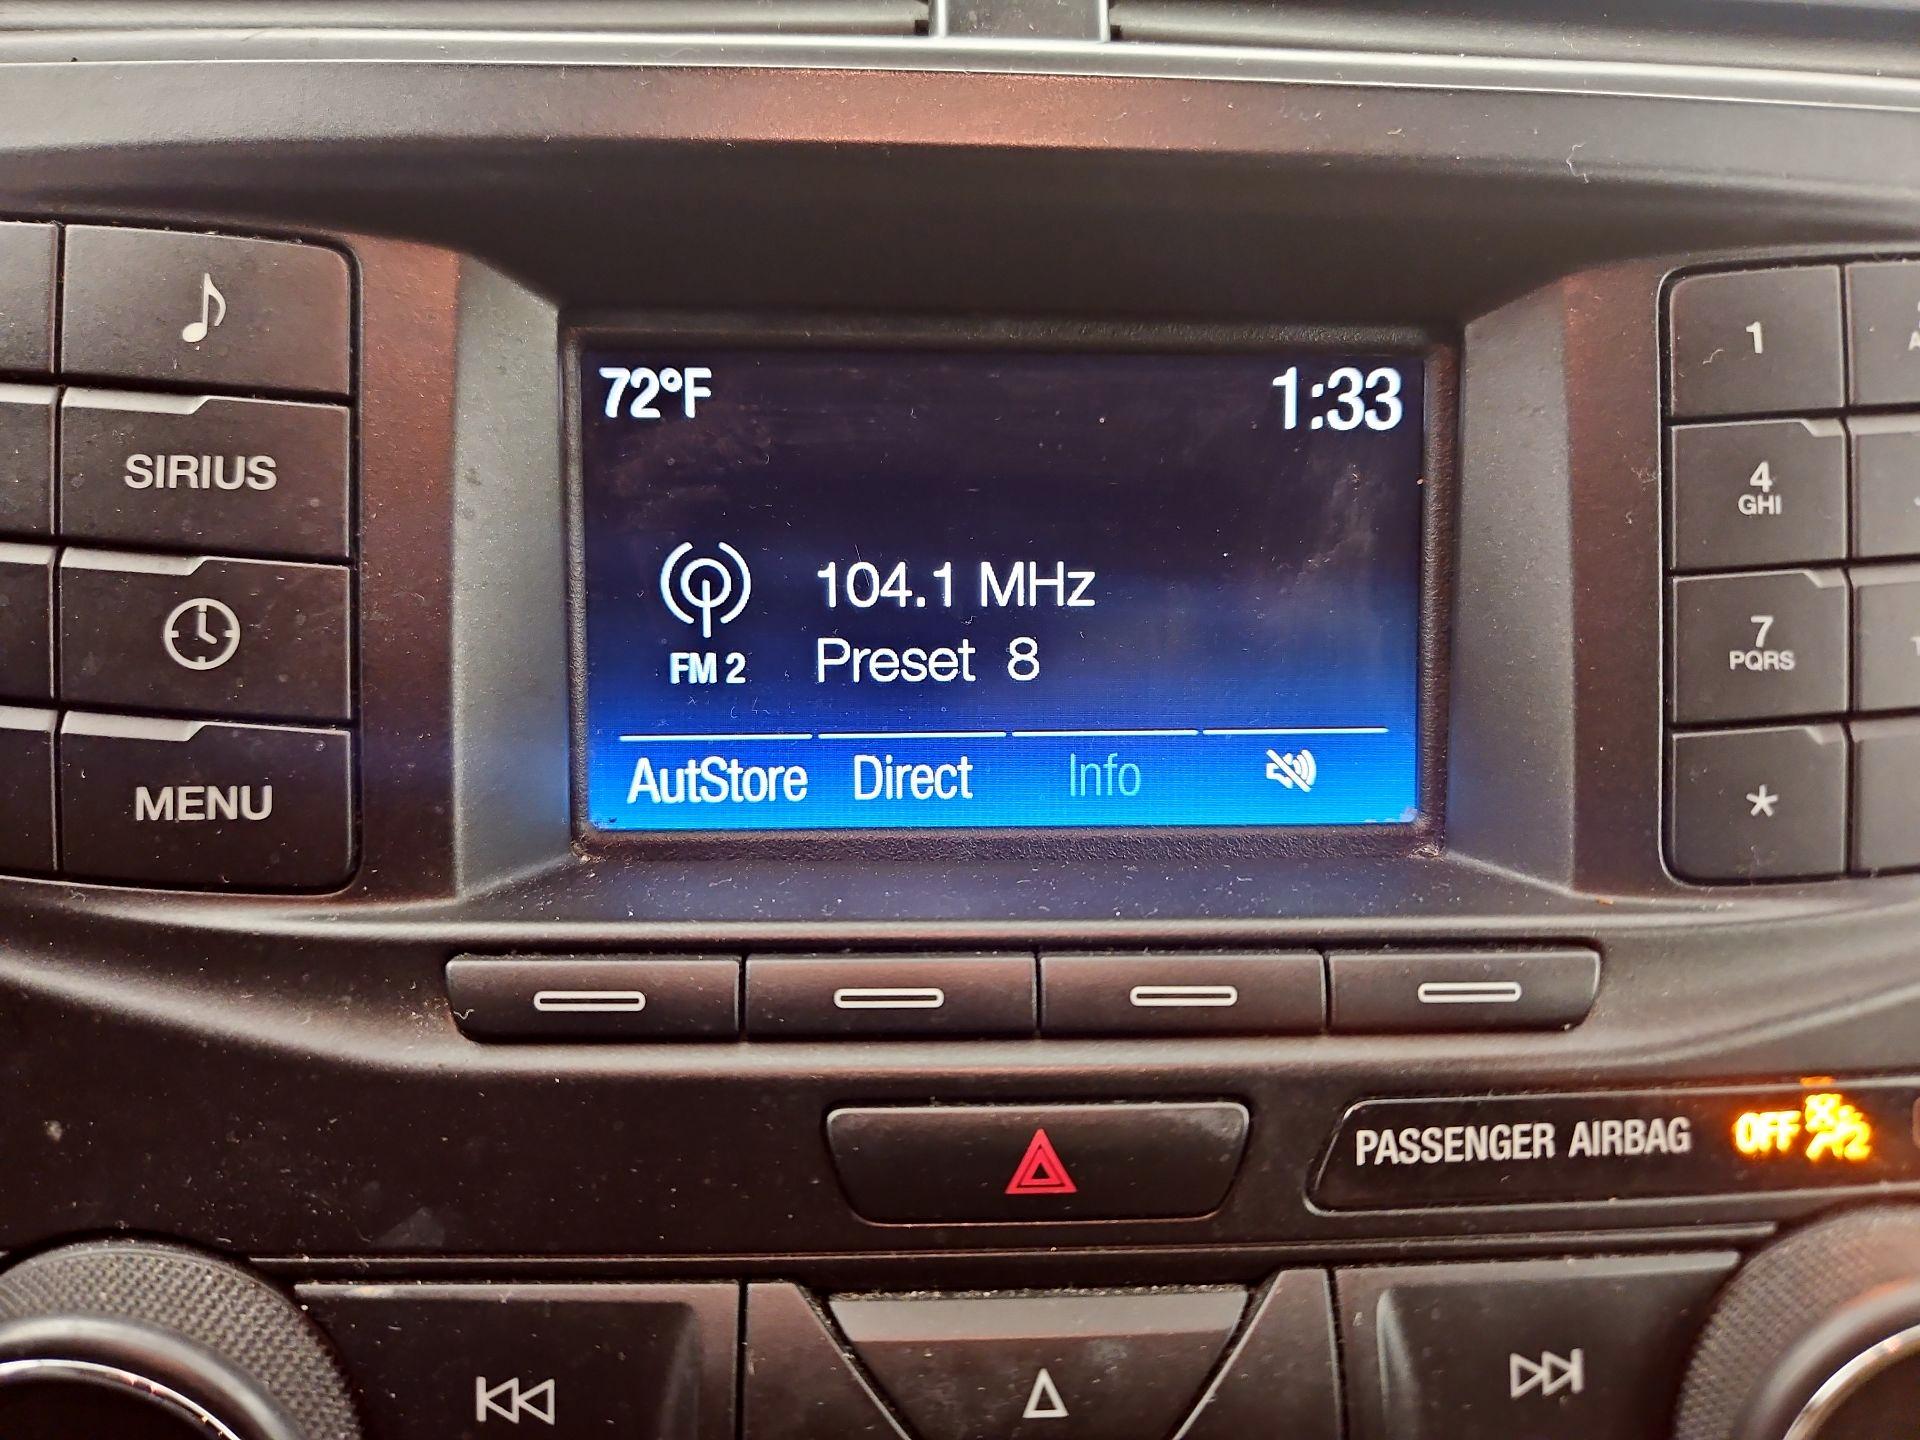 72°F
1:33
SIRIUS
MENU
104.1 MHz
FM 2
Preset 8
AutStore
Direct
Info
1
4
GHI
7
PQRS
*
PASSENGER AIRBAG
OFF